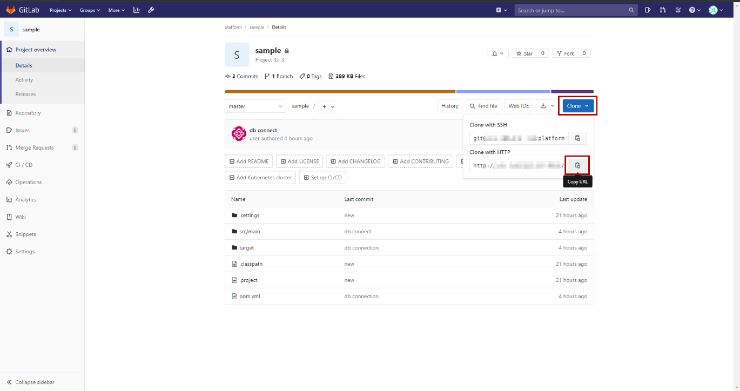 GitLab Projects Groups More Search or jump to...
S sample
Project overview
Details
Activity
Releases
Repository
Issues
Merge Requests
CI / CD
Operations
Analytics
Wiki
Snippets
Settings
Collapse sidebar
platform sample Details
S sample
Project ID: 3
Star 0 Fork 0
3 Commits 1 Branch 0 Tags 389 KB Files
master sample / + History Find file Web IDE Clone
Clone with SSH
platform
Clone with HTTP
http:/
Copy URL
db connect
user authored 4 hours ago
Add README Add LICENSE Add CHANGELOG Add CONTRIBUTING
Add Kubernetes cluster Set up CI/CD
Name Last commit Last update
.settings new 21 hours ago
src/main db connect 4 hours ago
target db connection 4 hours ago
.classpath new 21 hours ago
.project new 21 hours ago
pom.xml db connection 4 hours ago